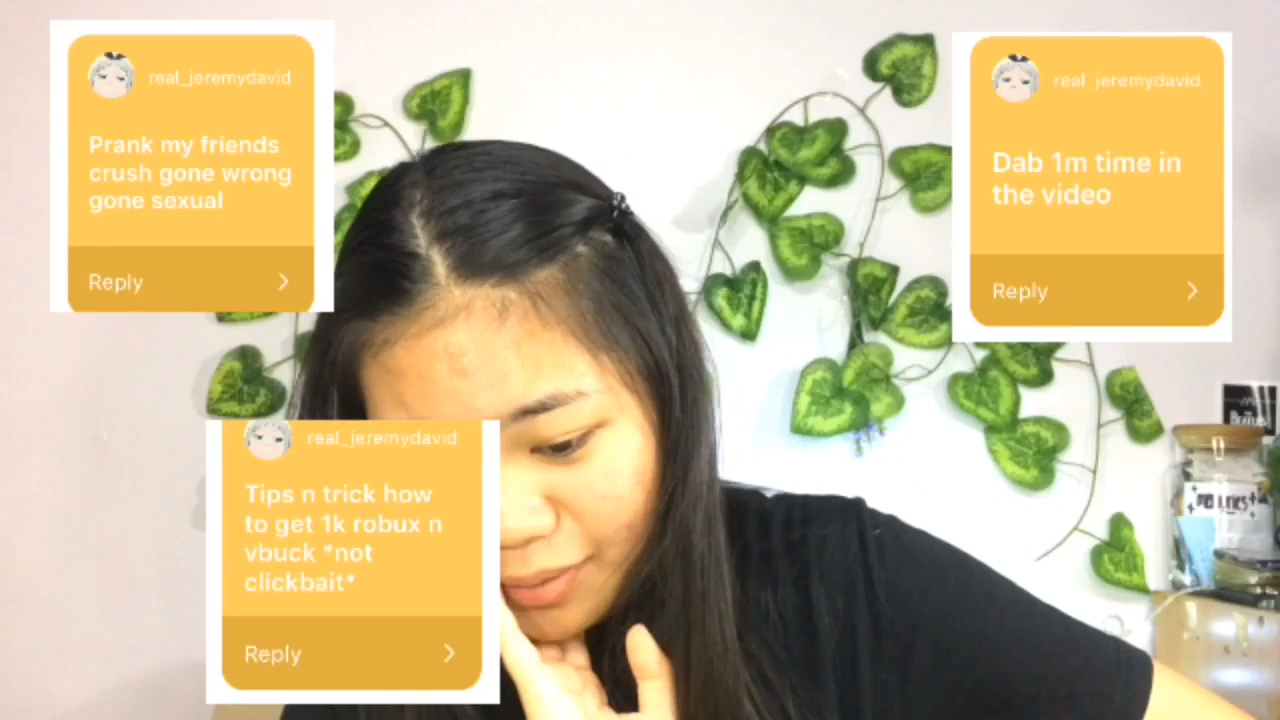 real_jeremydavid
Prank my friends
crush gone wrong
gone sexual
Reply
real_jeremydavid
Dab 1m time in
the video
Reply
real_jeremydavid
Tips n trick how
to get 1k robux n
vbuck *not
clickbait*
Reply